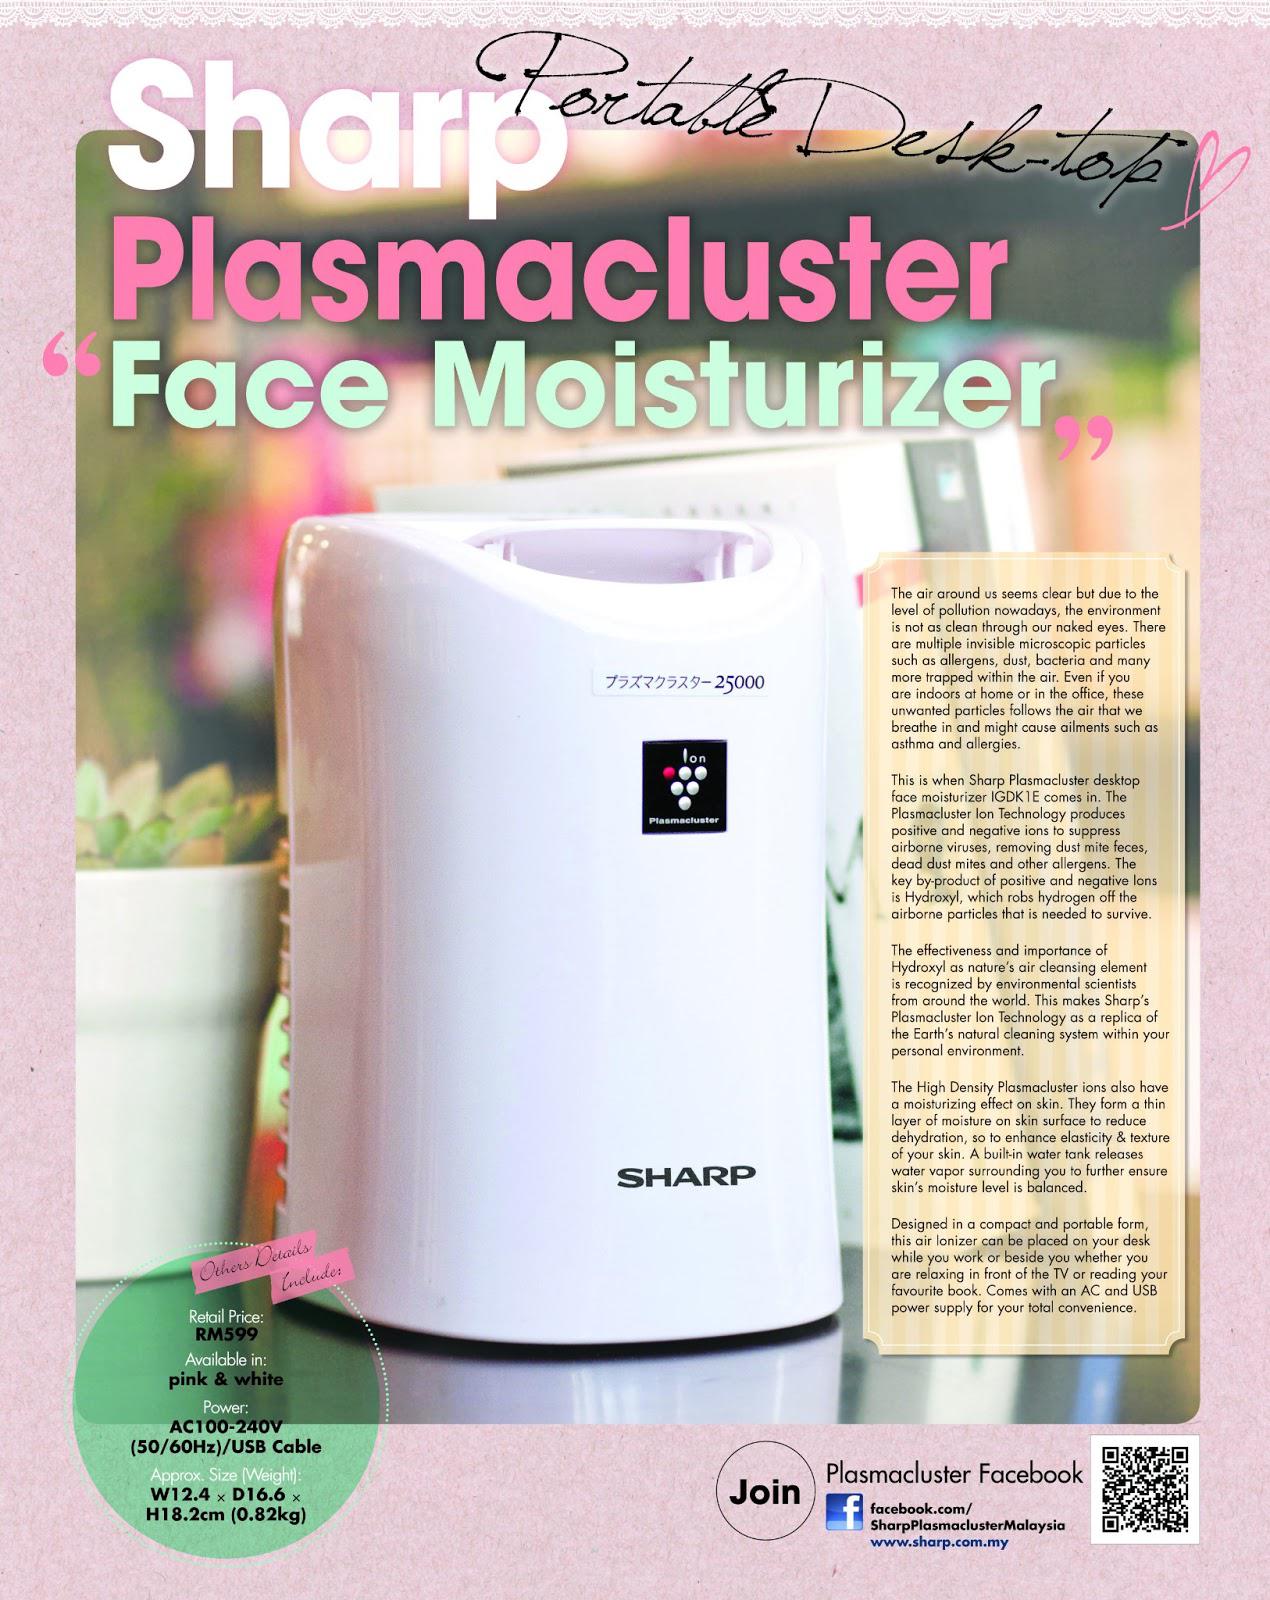 Sharp
Portable Desk-top
Plasmacluster
“Face Moisturizer”
プラズマクラスター 25000
Ion
Plasmacluster
SHARP
The air around us seems clear but due to the
level of pollution nowadays, the environment
is not as clean through our naked eyes. There
are multiple invisible microscopic particles
such as allergens, dust, bacteria and many
more trapped within the air. Even if you
are indoors at home or in the office, these
unwanted particles follows the air that we
breathe in and might cause ailments such as
asthma and allergies.
This is when Sharp Plasmacluster desktop
face moisturizer IGDK1E comes in. The
Plasmacluster Ion Technology produces
positive and negative ions to suppress
airborne viruses, removing dust mite feces,
dead dust mites and other allergens. The
key by-product of positive and negative Ions
is Hydroxyl, which robs hydrogen off the
airborne particles that is needed to survive.
The effectiveness and importance of
Hydroxyl as nature's air cleansing element
is recognized by environmental scientists
from around the world. This makes Sharp's
Plasmacluster Ion Technology as a replica of
the Earth's natural cleaning system within your
personal environment.
The High Density Plasmacluster ions also have
a moisturizing effect on skin. They form a thin
layer of moisture on skin surface to reduce
dehydration, so to enhance elasticity & texture
of your skin. A built-in water tank releases
water vapor surrounding you to further ensure
skin's moisture level is balanced.
Designed in a compact and portable form,
this air Ionizer can be placed on your desk
while you work or beside you whether you
are relaxing in front of the TV or reading your
favourite book. Comes with an AC and USB
power supply for your total convenience.
Others Details
Include:
Retail Price:
RM599
Available in:
pink & white
Power:
AC100-240V
(50/60Hz)/USB Cable
Approx. Size (Weight):
W12.4 × D16.6 ×
H18.2cm (0.82kg)
Join
Plasmacluster Facebook
facebook.com/
SharpPlasmaclusterMalaysia
www.sharp.com.my